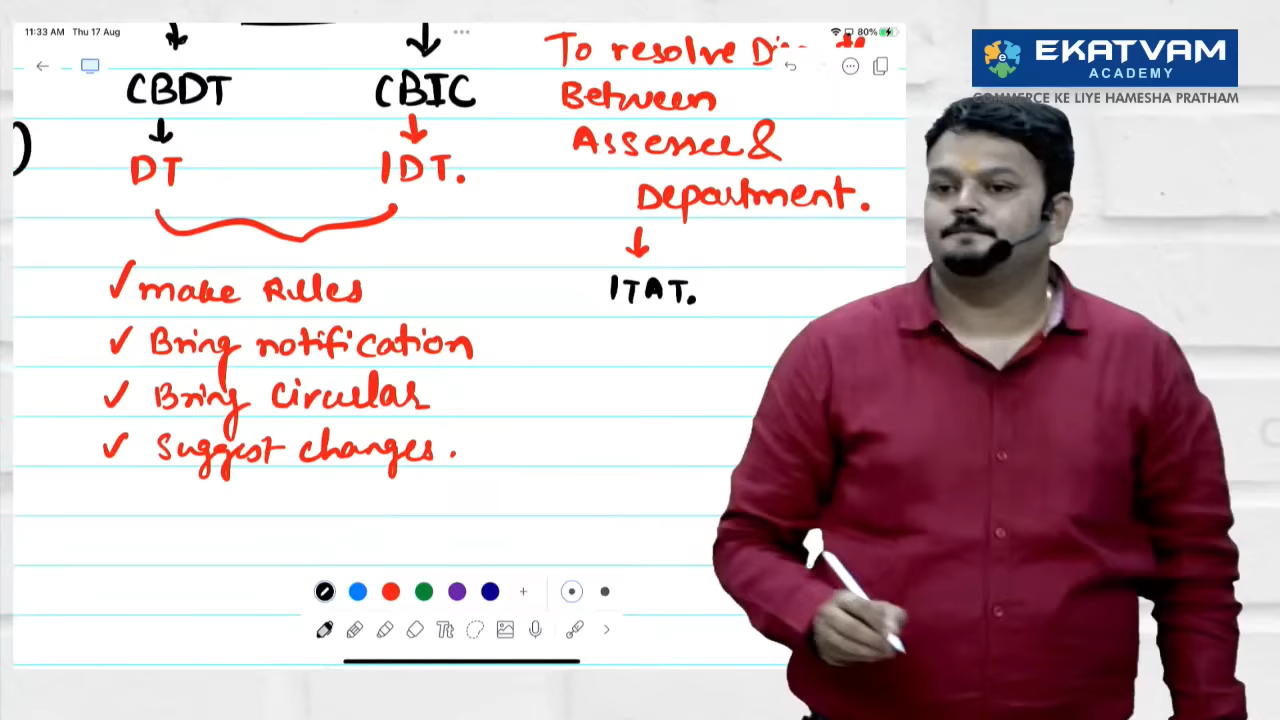 11:33 AM Thu 17 Aug
80%
EKATVAM
ACADEMY
COMMERCE KE LIYE HAMESHA PRATHAM
CBDT CBIC
DT IDT.
)
To resolve
Between
Assessee &
Department.
ITAT.
✓ make Rules
✓ Bring notification
✓ Bring circular
✓ Suggest changes.
Tt